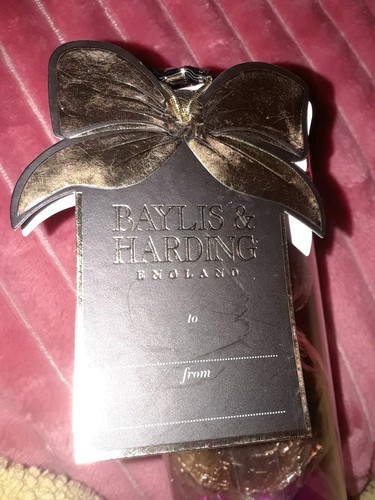 BAYLIS &
HARDING
ENGLAND
to
from